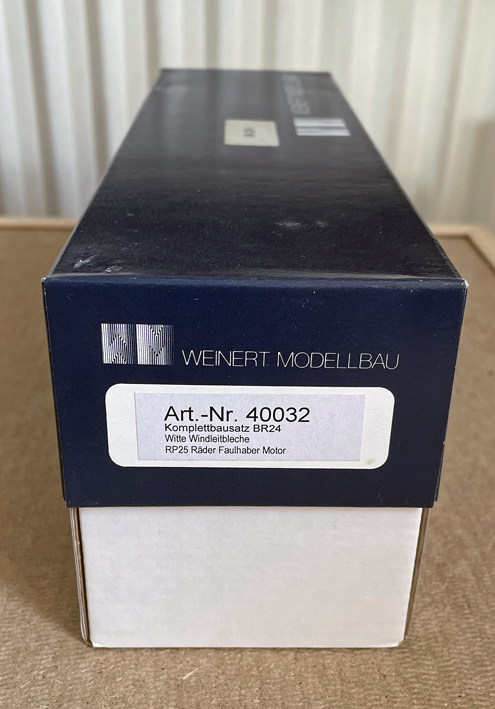 WEINERT MODELLBAU
Art.-Nr. 40032
Komplettbausatz BR24
Witte Windleitbleche
RP25 Räder Faulhaber Motor